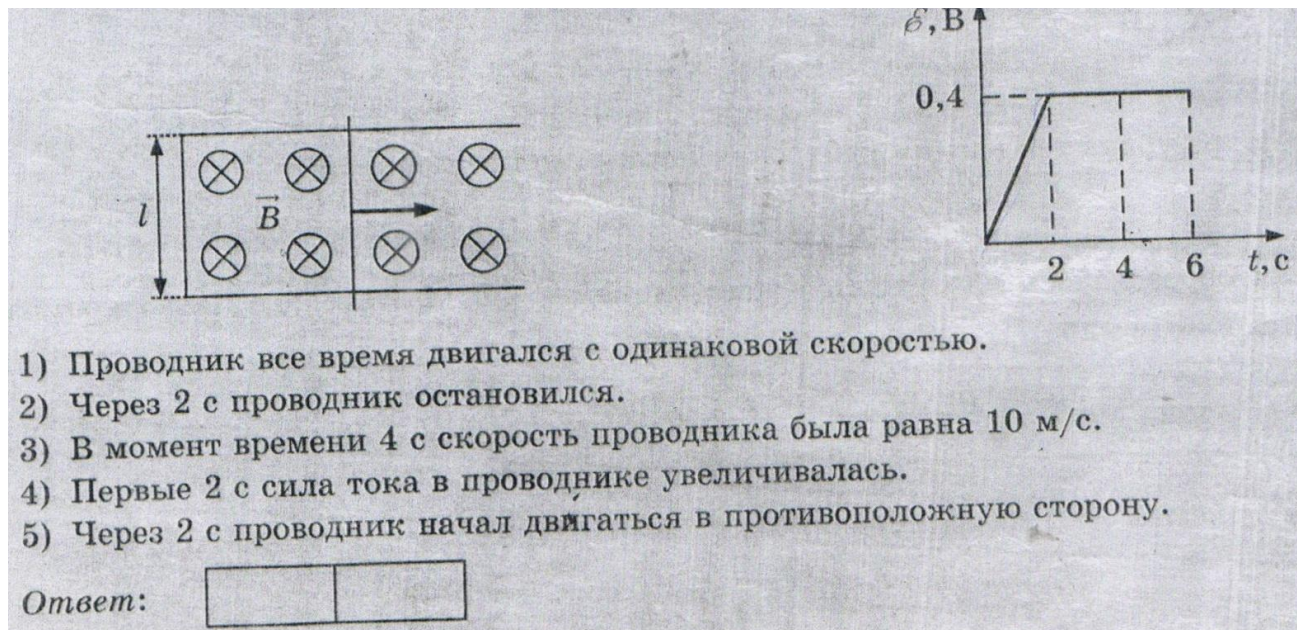 ℰ, В
0,4
2 4 6 t, с
l
B
1) Проводник все время двигался с одинаковой скоростью.
2) Через 2 с проводник остановился.
3) В момент времени 4 с скорость проводника была равна 10 м/с.
4) Первые 2 с сила тока в проводнике увеличивалась.
5) Через 2 с проводник начал двигаться в противоположную сторону.
Ответ: